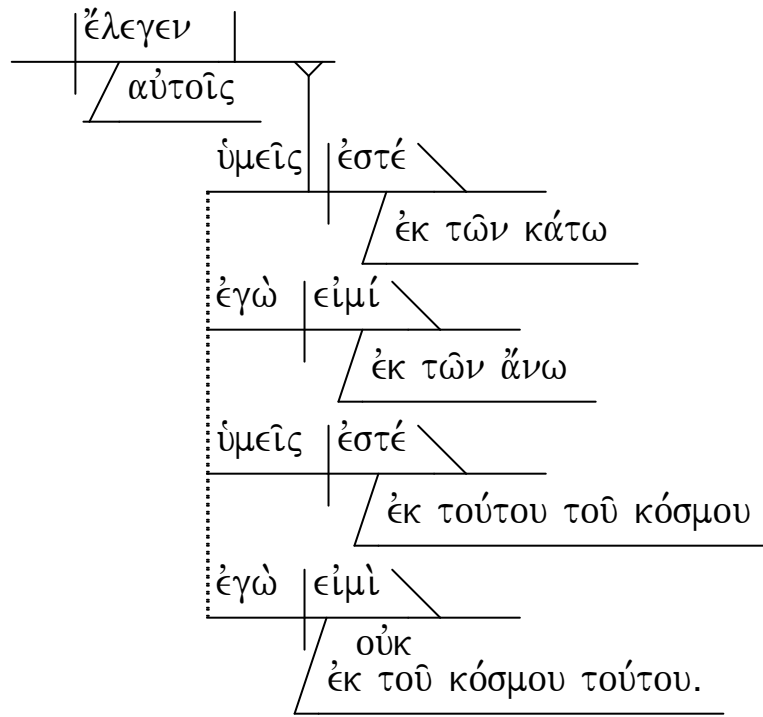 ἔλεγεν
αὐτοῖς
ὑμεῖς ἐστέ
ἐκ τῶν κάτω
ἐγὼ εἰμί
ἐκ τῶν ἄνω
ὑμεῖς ἐστέ
ἐκ τούτου τοῦ κόσμου
ἐγὼ εἰμὶ
οὐκ
ἐκ τοῦ κόσμου τούτου.